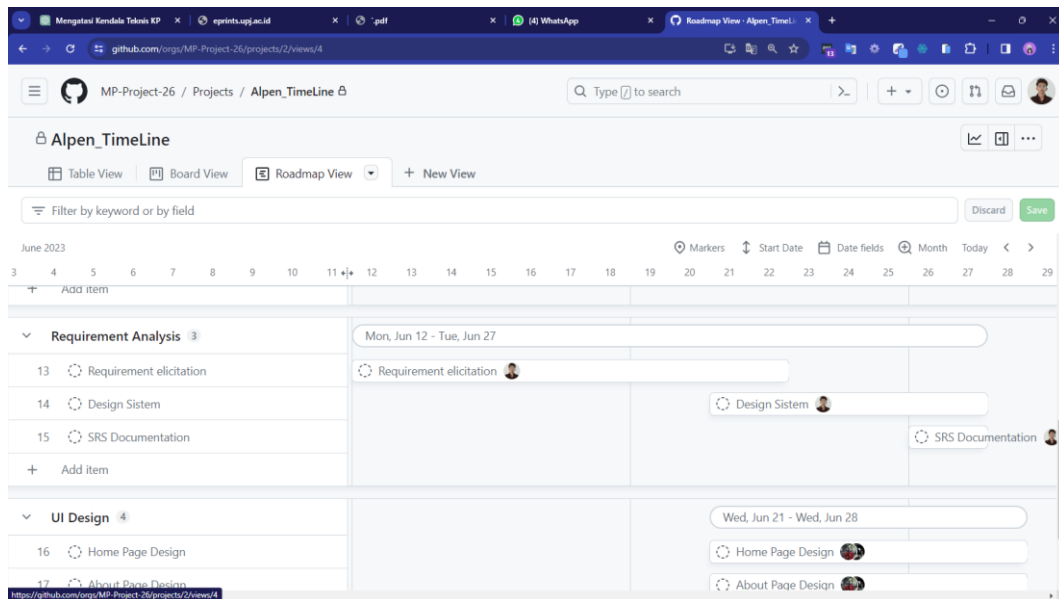 Mengatasi Kendala Teknis KP
eprints.upj.ac.id
'.pdf
(4) WhatsApp
Roadmap View · Alpen_TimeLi
github.com/orgs/MP-Project-26/projects/2/views/4
13
MP-Project-26 / Projects / Alpen_TimeLine
Type / to search
Alpen_TimeLine
Table View
Board View
Roadmap View
New View
Filter by keyword or by field
Discard
Save
June 2023
Markers
Start Date
Date fields
Month
Today
3 4 5 6 7 8 9 10 11 12 13 14 15 16 17 18 19 20 21 22 23 24 25 26 27 28 29
+ Add item
Requirement Analysis 3
Mon, Jun 12 - Tue, Jun 27
13 Requirement elicitation
Requirement elicitation
14 Design Sistem
Design Sistem
15 SRS Documentation
SRS Documentation
+ Add item
UI Design 4
Wed, Jun 21 - Wed, Jun 28
16 Home Page Design
Home Page Design
17 About Page Design
About Page Design
https://github.com/orgs/MP-Project-26/projects/2/views/4